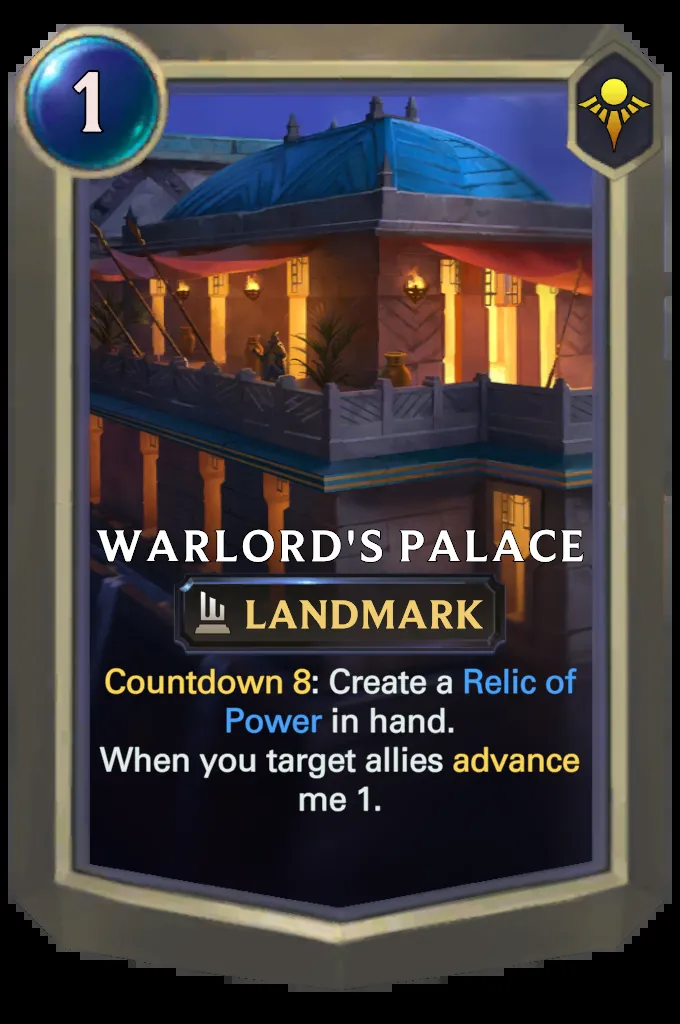 1
WARLORD'S PALACE
LANDMARK
Countdown 8: Create a Relic of
Power in hand.
When you target allies advance
me 1.